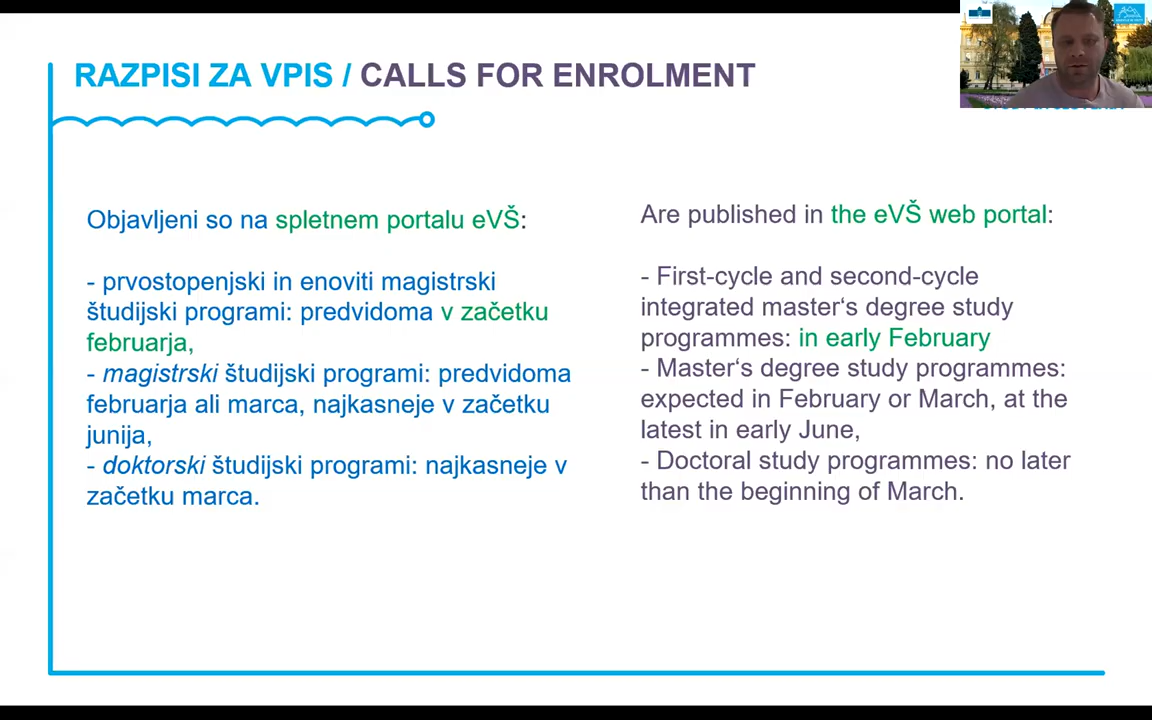 RAZPISI ZA VPIS / CALLS FOR ENROLMENT
Objavljeni so na spletnem portalu eVŠ:
- prvostopenjski in enoviti magistrski
študijski programi: predvidoma v začetku
februarja,
- magistrski študijski programi: predvidoma
februarja ali marca, najkasneje v začetku
junija,
- doktorski študijski programi: najkasneje v
začetku marca.
Are published in the eVŠ web portal:
- First-cycle and second-cycle
integrated master‘s degree study
programmes: in early February
- Master‘s degree study programmes:
expected in February or March, at the
latest in early June,
- Doctoral study programmes: no later
than the beginning of March.